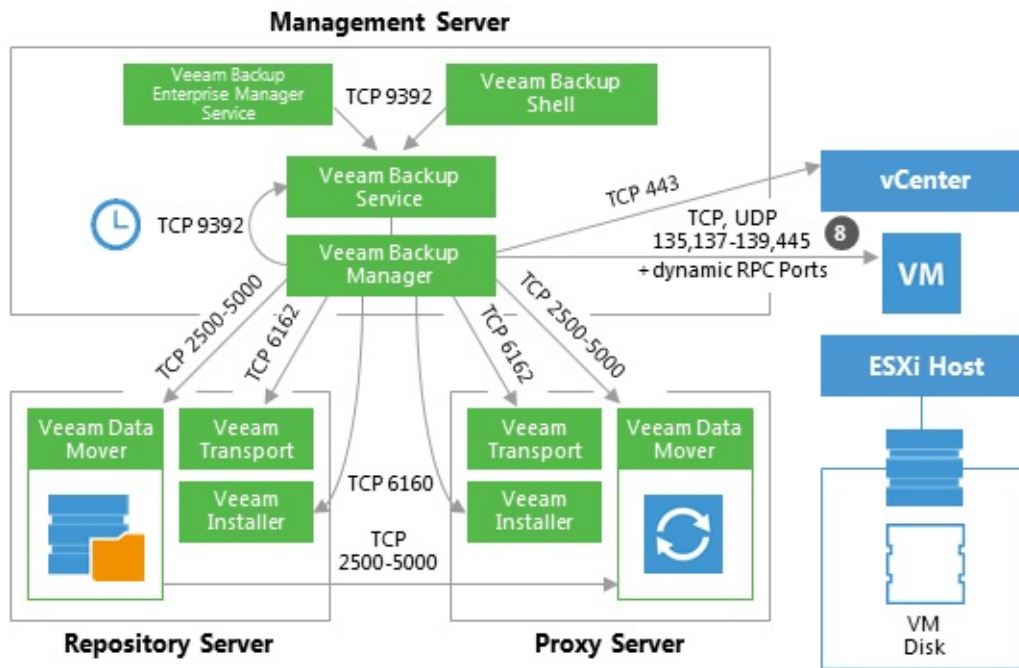 Management Server
Veeam Backup
Enterprise Manager
Service
TCP 9392
Veeam Backup
Shell
Veeam Backup
Service
TCP 9392
Veeam Backup
Manager
TCP 443
vCenter
TCP, UDP
135,137-139,445
+ dynamic RPC Ports
8
VM
TCP 2500-5000
TCP 6162
TCP 6162
TCP 2500-5000
ESXi Host
Veeam Data
Mover
Veeam
Transport
Veeam
Installer
TCP 6160
TCP
2500-5000
Veeam
Transport
Veeam
Installer
Veeam Data
Mover
VM
Disk
Repository Server
Proxy Server